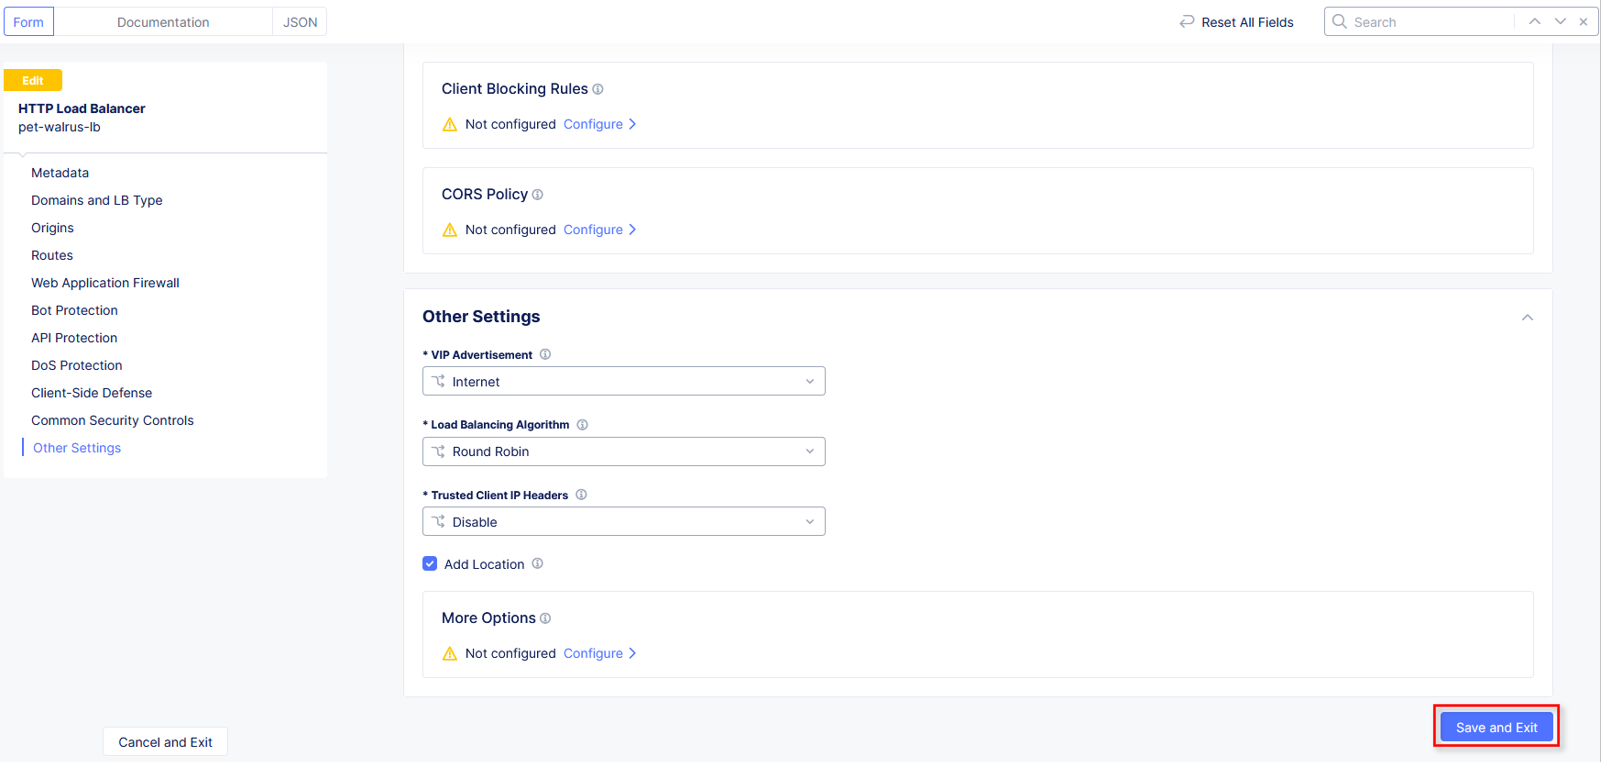 Form
Documentation
JSON
Reset All Fields
Search
Edit
HTTP Load Balancer
pet-walrus-lb
Metadata
Domains and LB Type
Origins
Routes
Web Application Firewall
Bot Protection
API Protection
DoS Protection
Client-Side Defense
Common Security Controls
Other Settings
Cancel and Exit
Client Blocking Rules
Not configured Configure
CORS Policy
Not configured Configure
Other Settings
* VIP Advertisement
Internet
* Load Balancing Algorithm
Round Robin
* Trusted Client IP Headers
Disable
Add Location
More Options
Not configured Configure
Save and Exit